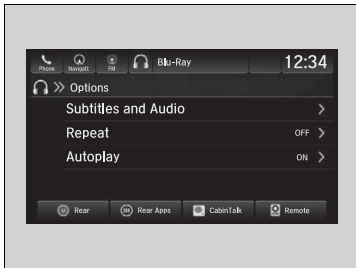 Phone Navigati FM Blu-Ray 12:34
>> Options
Subtitles and Audio >
Repeat OFF >
Autoplay ON >
Rear Rear Apps CabinTalk Remote